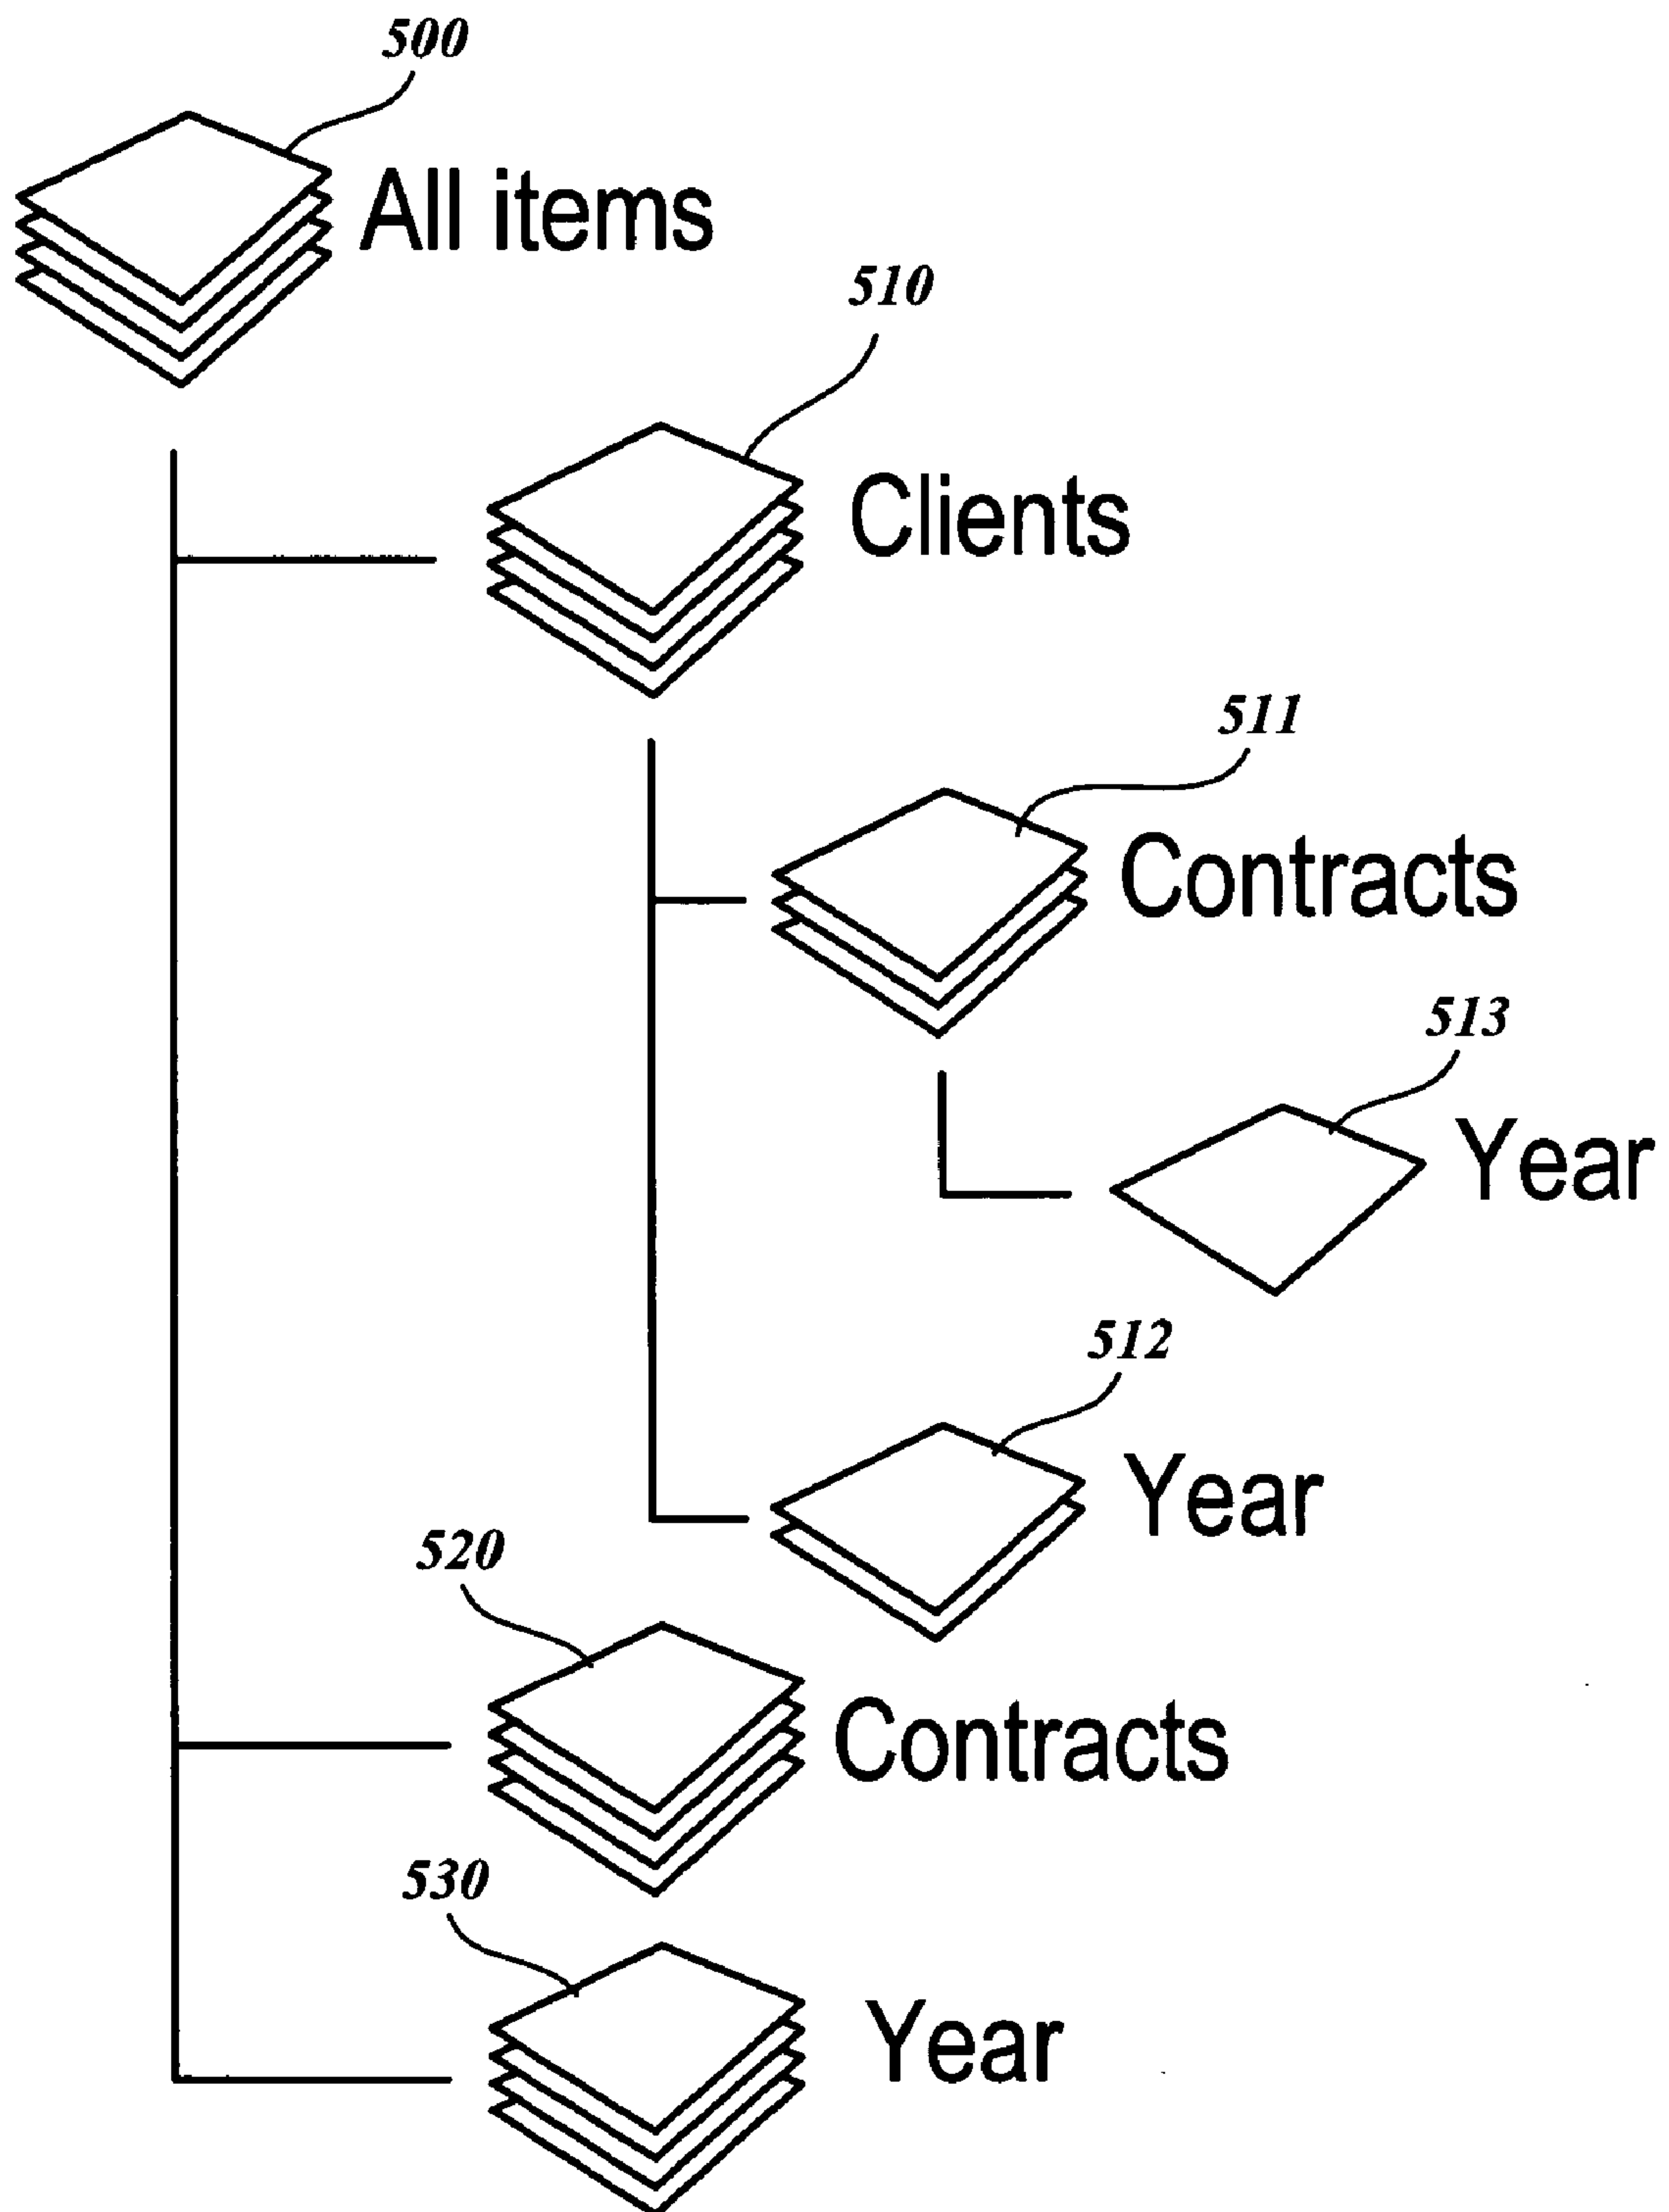 500
All items
510
Clients
511
Contracts
513
Year
512
Year
520
Contracts
530
Year